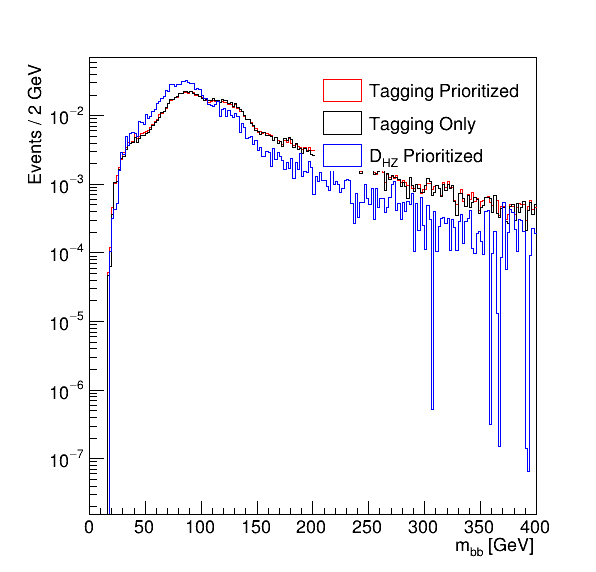 Events / 2 GeV
Tagging Prioritized
Tagging Only
D_HZ Prioritized
10^−2
10^−3
10^−4
10^−5
10^−6
10^−7
0 50 100 150 200 250 300 350 400
m_bb [GeV]